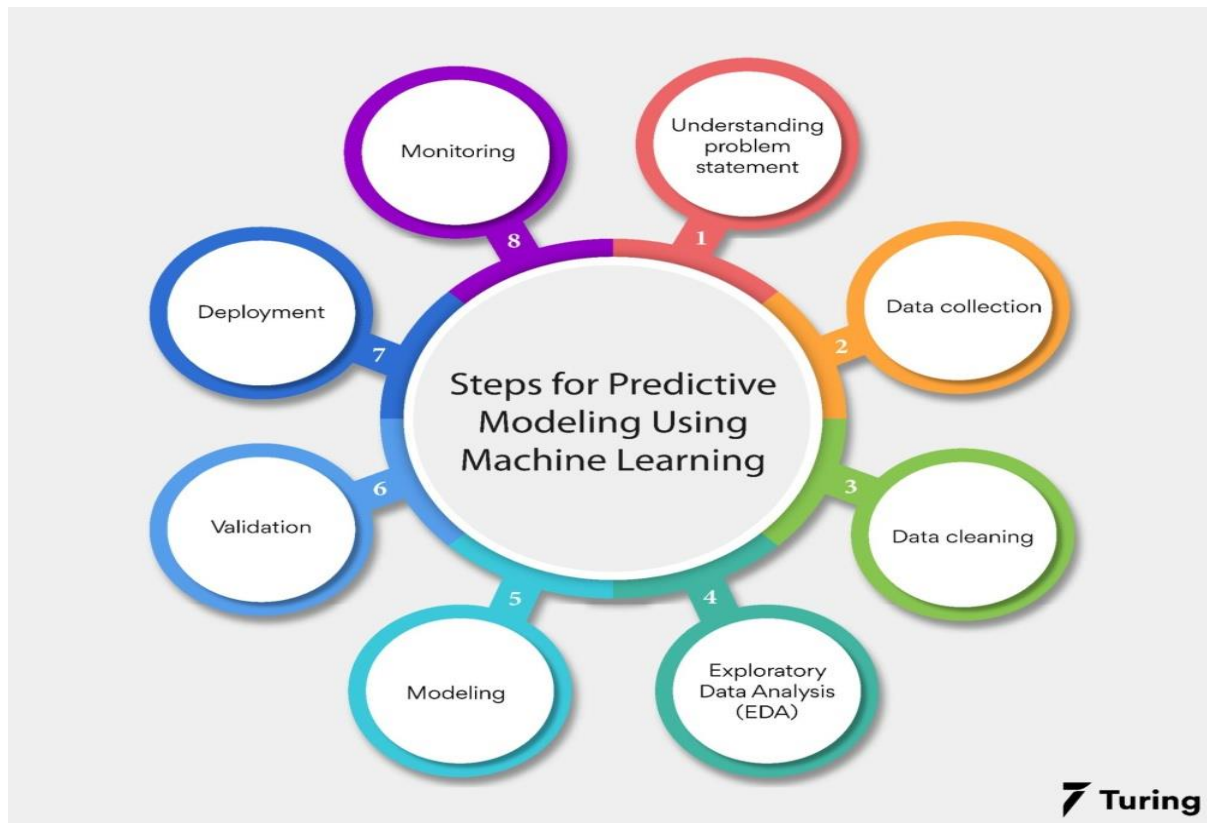 Steps for Predictive
Modeling Using
Machine Learning
1
Understanding
problem
statement
2
Data collection
3
Data cleaning
4
Exploratory
Data Analysis
(EDA)
5
Modeling
6
Validation
7
Deployment
8
Monitoring
Turing